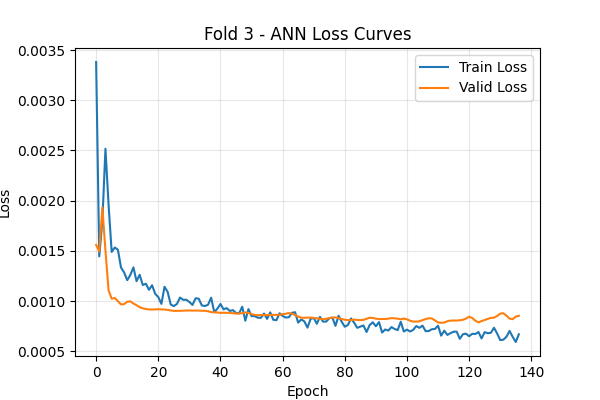 Fold 3 - ANN Loss Curves
Train Loss
Valid Loss
0.0035
0.0030
0.0025
0.0020
0.0015
0.0010
0.0005
Loss
0 20 40 60 80 100 120 140
Epoch